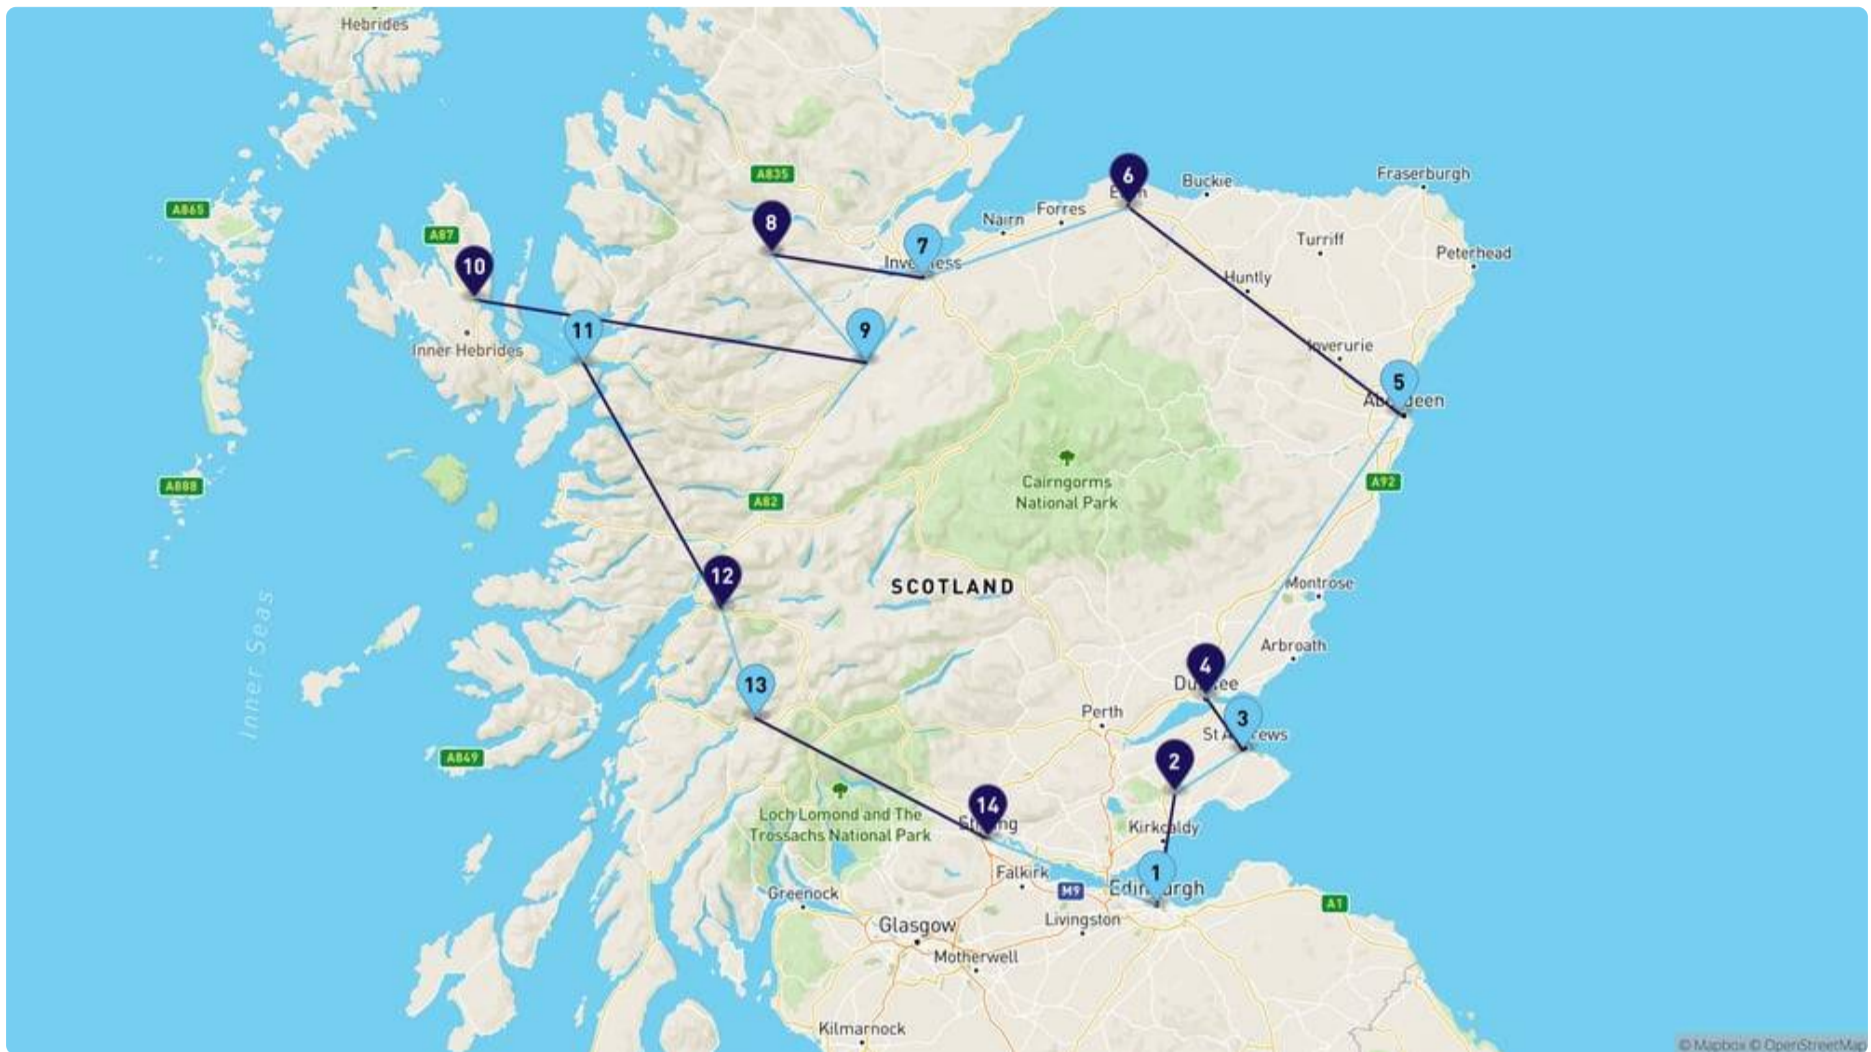 Hebrides
A835
6
Buckie
Fraserburgh
A865
8
Nairn
Forres
A87
7
Turriff
10
Peterhead
Huntly
11
9
Inner Hebrides
Inverurie
5
Cairngorms
National Park
A92
A888
A82
12
SCOTLAND
Montrose
Inner Seas
Arbroath
4
13
Perth
3
A849
2
14
Loch Lomond and The
Trossachs National Park
Kirkcaldy
1
Falkirk
M9
Greenock
A1
Livingston
Glasgow
Motherwell
Kilmarnock
© Mapbox © OpenStreetMap